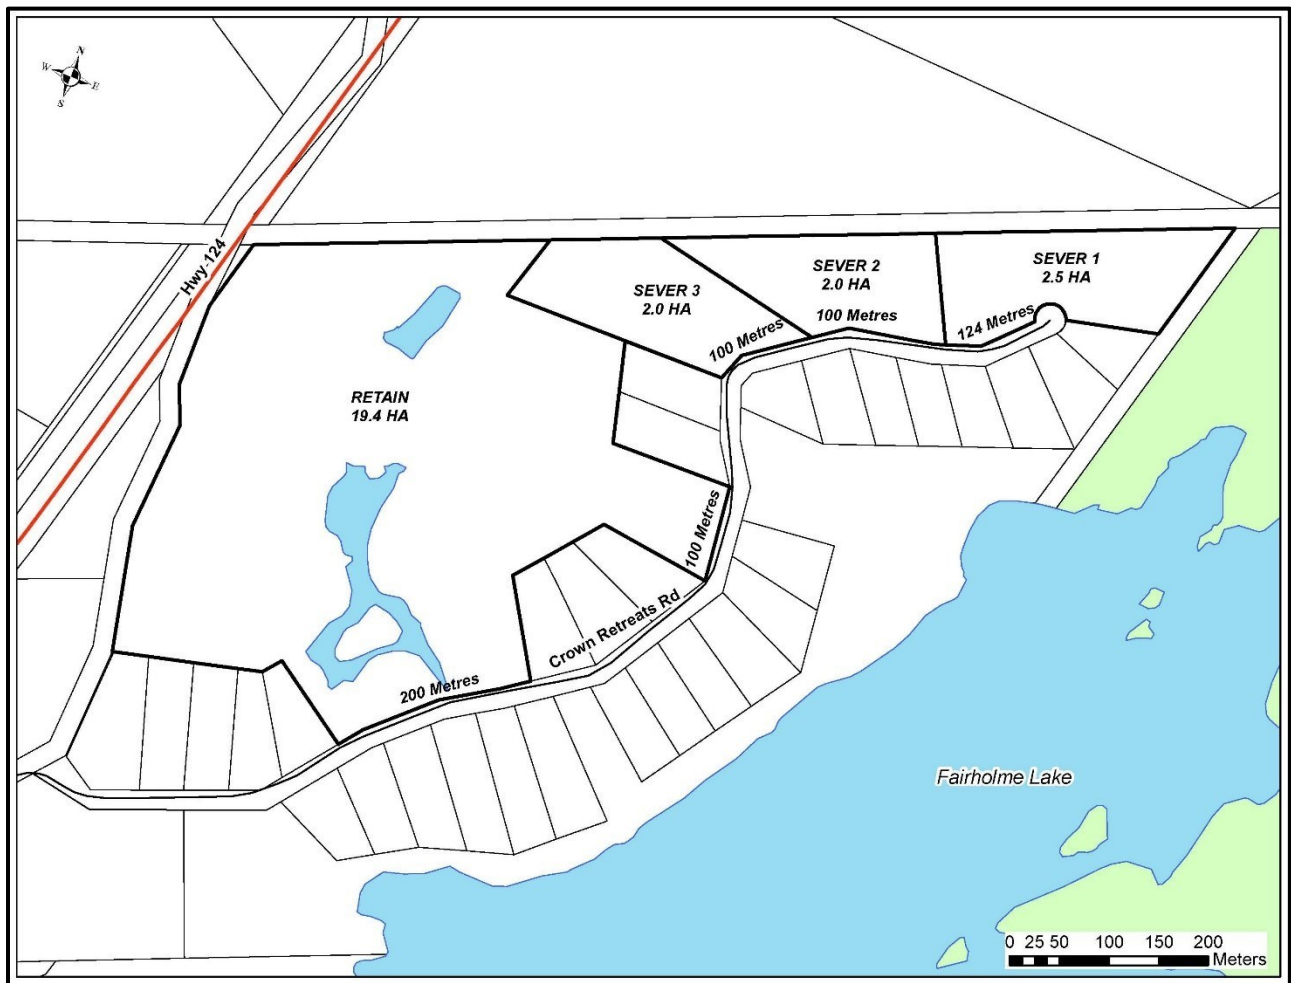 N
W
E
S
Hwy-124
SEVER 1
2.5 HA
SEVER 2
2.0 HA
SEVER 3
2.0 HA
124 Metres
100 Metres
100 Metres
RETAIN
19.4 HA
100 Metres
Crown Retreats Rd
200 Metres
Fairholme Lake
0 25 50 100 150 200
Meters